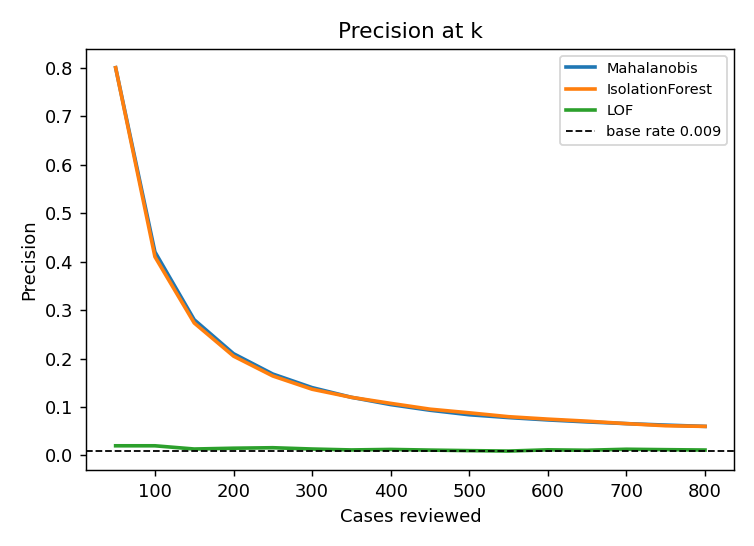 Precision at k
Mahalanobis
IsolationForest
LOF
base rate 0.009
Precision
0.8
0.7
0.6
0.5
0.4
0.3
0.2
0.1
0.0
100 200 300 400 500 600 700 800
Cases reviewed